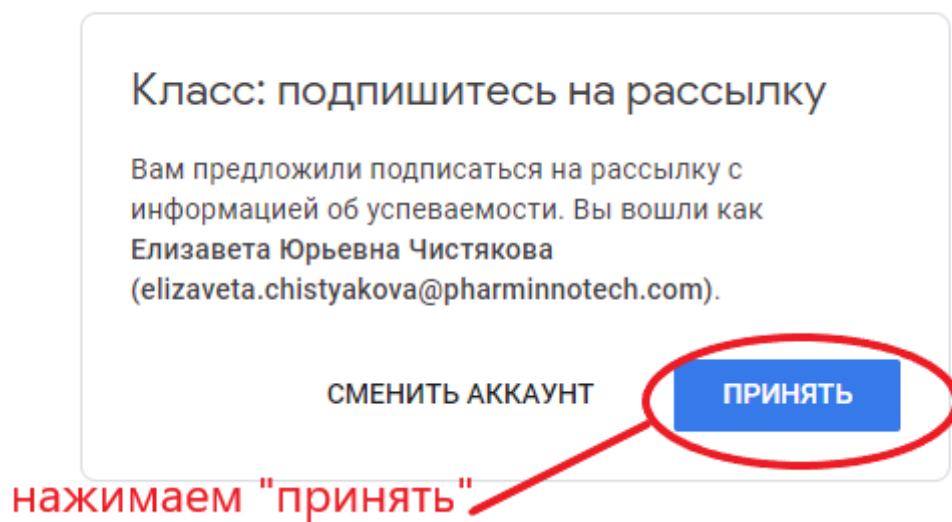 Класс: подпишитесь на рассылку
Вам предложили подписаться на рассылку с
информацией об успеваемости. Вы вошли как
Елизавета Юрьевна Чистякова
(elizaveta.chistyakova@pharminnotech.com).
СМЕНИТЬ АККАУНТ ПРИНЯТЬ
нажимаем "принять"